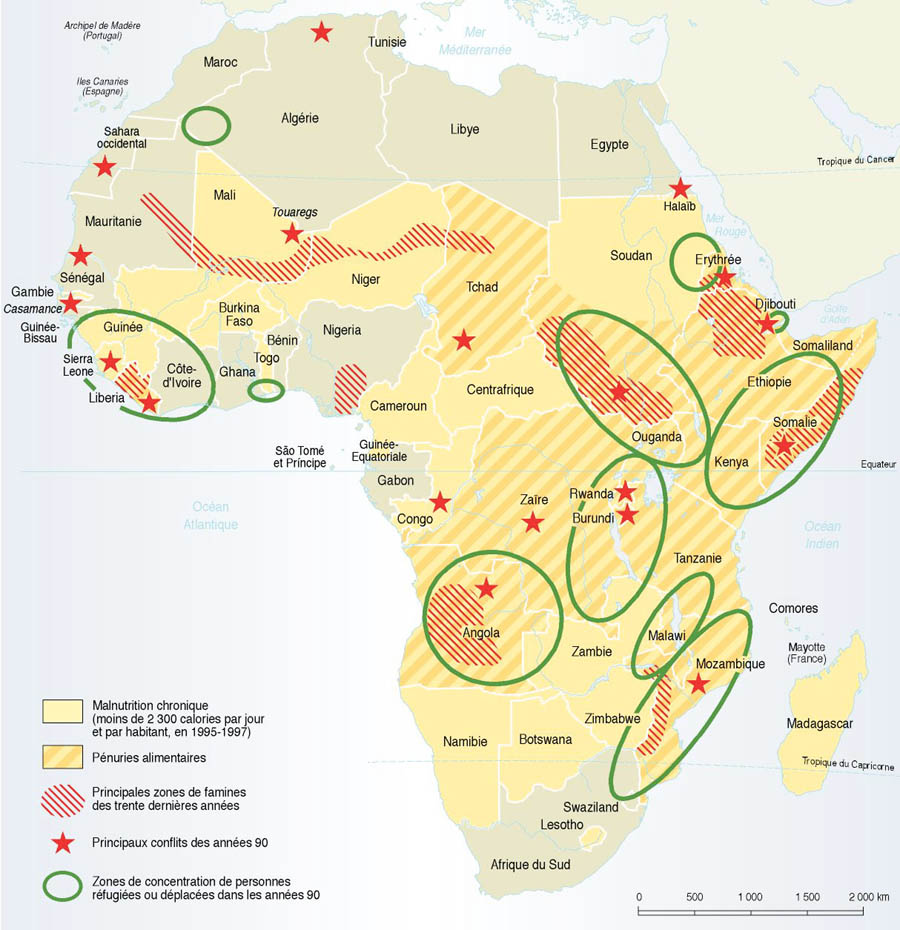 Archipel de Madère
(Portugal)
Mer
Méditerranée
Tunisie
Maroc
Iles Canaries
(Espagne)
Algérie
Libye
Egypte
Sahara
occidental
Tropique du Cancer
Mali
Halaïb
Touaregs
Mauritanie
Mer
Rouge
Soudan
Erythrée
Sénégal
Niger
Tchad
Gambie
Casamance
Djibouti
Golfe
d'Aden
Burkina
Faso
Guinée-
Bissau
Guinée
Nigeria
Bénin
Togo
Somaliland
Sierra
Leone
Ghana
Côte-
d'Ivoire
Ethiopie
Centrafrique
Liberia
Cameroun
Somalie
Ouganda
São Tomé
et Príncipe
Guinée-
Equatoriale
Kenya
Equateur
Gabon
Rwanda
Zaïre
Océan
Atlantique
Congo
Burundi
Océan
Indien
Tanzanie
Comores
Angola
Malawi
Mayotte
(France)
Zambie
Mozambique
Zimbabwe
Madagascar
Namibie
Botswana
Tropique du Capricorne
Swaziland
Lesotho
Afrique du Sud
Malnutrition chronique
(moins de 2 300 calories par jour
et par habitant, en 1995-1997)
Pénuries alimentaires
Principales zones de famines
des trente dernières années
Principaux conflits des années 90
Zones de concentration de personnes
réfugiées ou déplacées dans les années 90
0 500 1 000 1 500 2 000 km